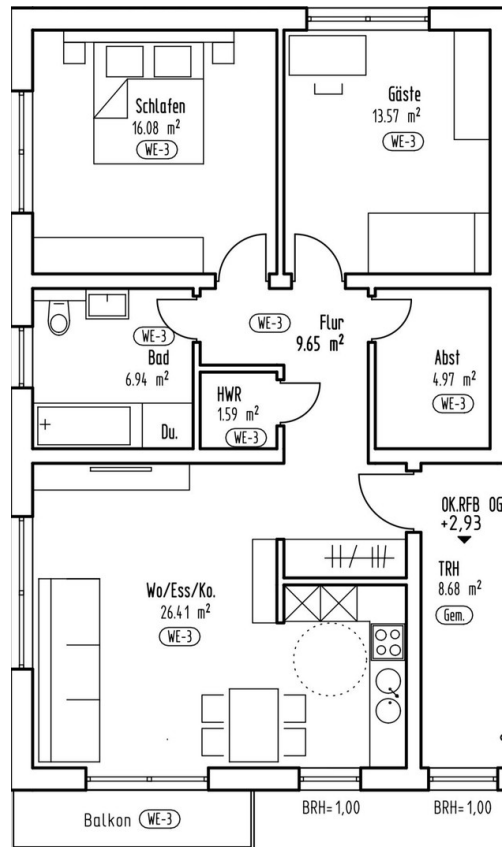 Schlafen
16.08 m²
WE-3
Gäste
13.57 m²
WE-3
WE-3
Bad
6.94 m²
Du.
WE-3
Flur
9.65 m²
HWR
1.59 m²
WE-3
Abst
4.97 m²
WE-3
OK.RFB OG
+2,93
TRH
8.68 m²
Gem.
Wo/Ess/Ko.
26.41 m²
WE-3
Balkon WE-3
BRH=1,00
BRH=1,00